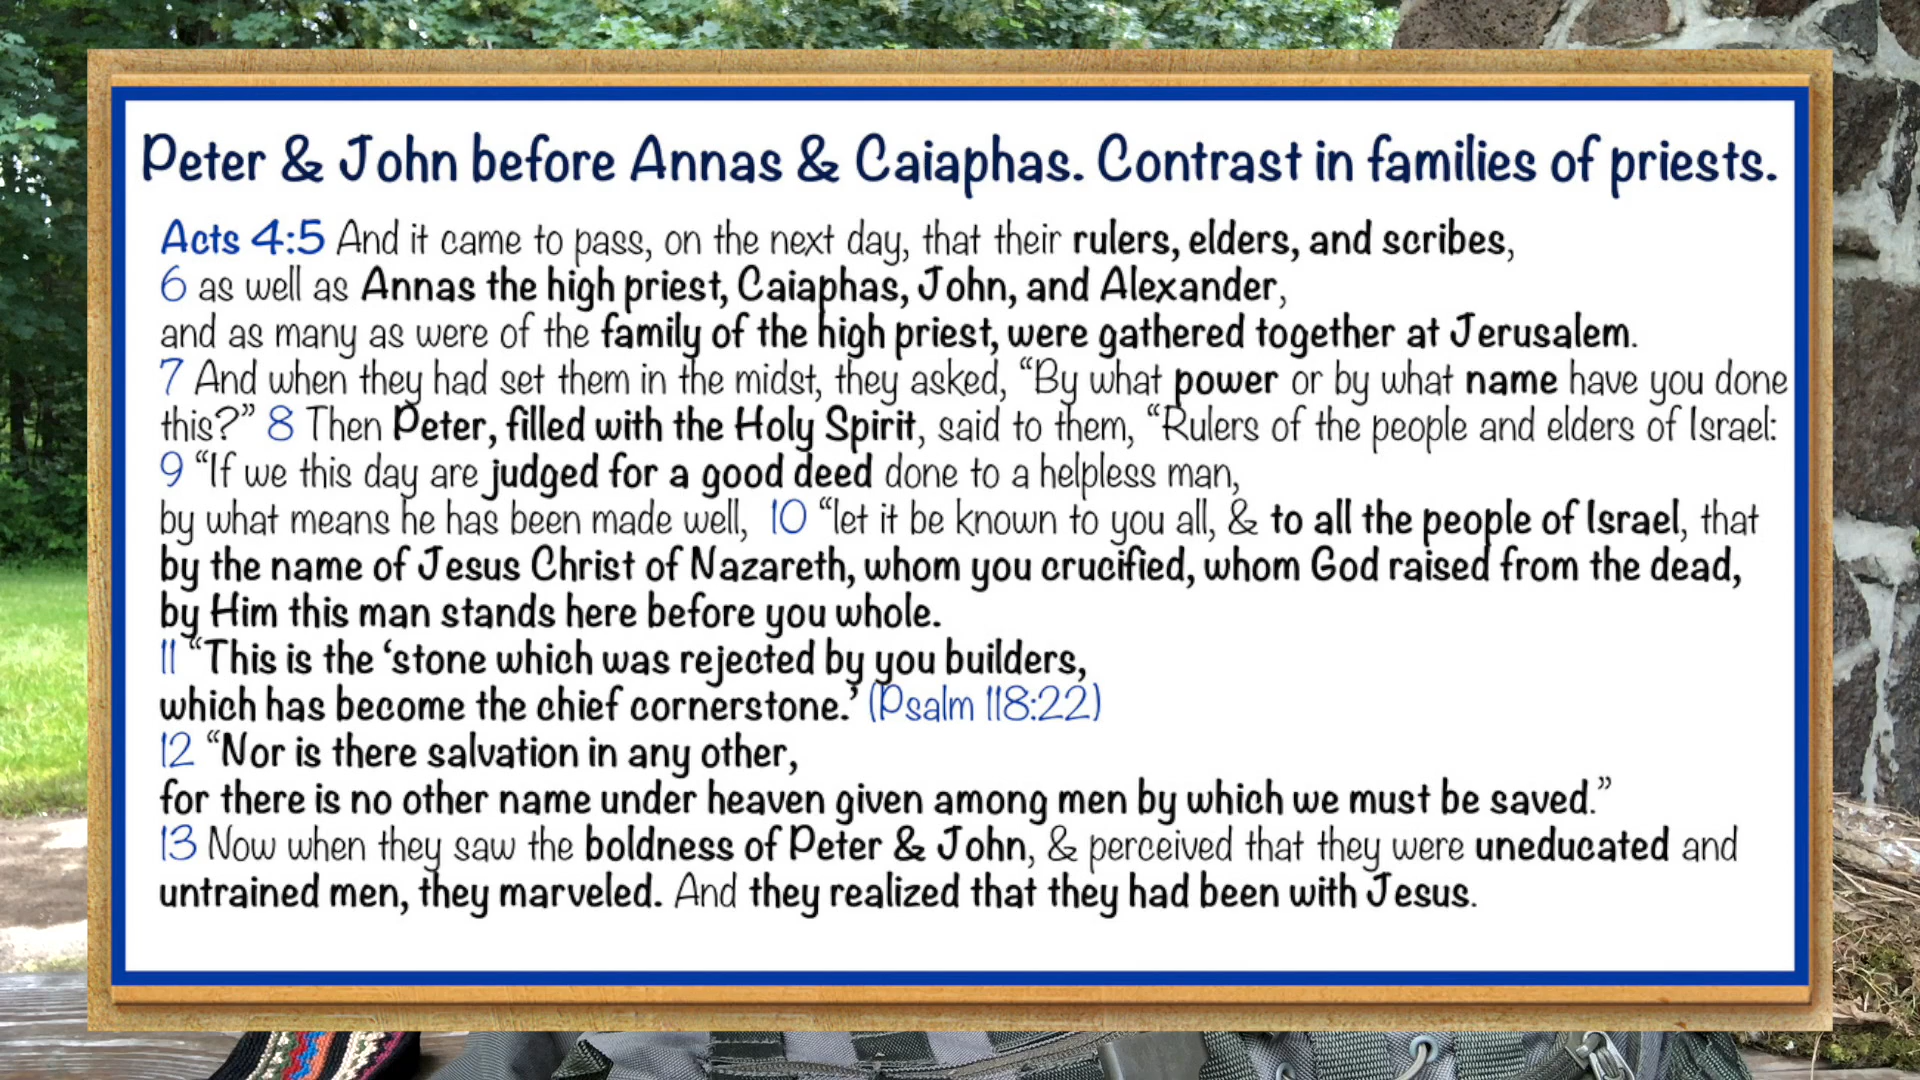 Peter & John before Annas & Caiaphas. Contrast in families of priests.
Acts 4:5 And it came to pass, on the next day, that their rulers, elders, and scribes,
6 as well as Annas the high priest, Caiaphas, John, and Alexander,
and as many as were of the family of the high priest, were gathered together at Jerusalem.
7 And when they had set them in the midst, they asked, “By what power or by what name have you done
this?” 8 Then Peter, filled with the Holy Spirit, said to them, “Rulers of the people and elders of Israel:
9 “If we this day are judged for a good deed done to a helpless man,
by what means he has been made well, 10 “let it be known to you all, & to all the people of Israel, that
by the name of Jesus Christ of Nazareth, whom you crucified, whom God raised from the dead,
by Him this man stands here before you whole.
11 “This is the ‘stone which was rejected by you builders,
which has become the chief cornerstone.’ (Psalm 118:22)
12 “Nor is there salvation in any other,
for there is no other name under heaven given among men by which we must be saved.”
13 Now when they saw the boldness of Peter & John, & perceived that they were uneducated and
untrained men, they marveled. And they realized that they had been with Jesus.